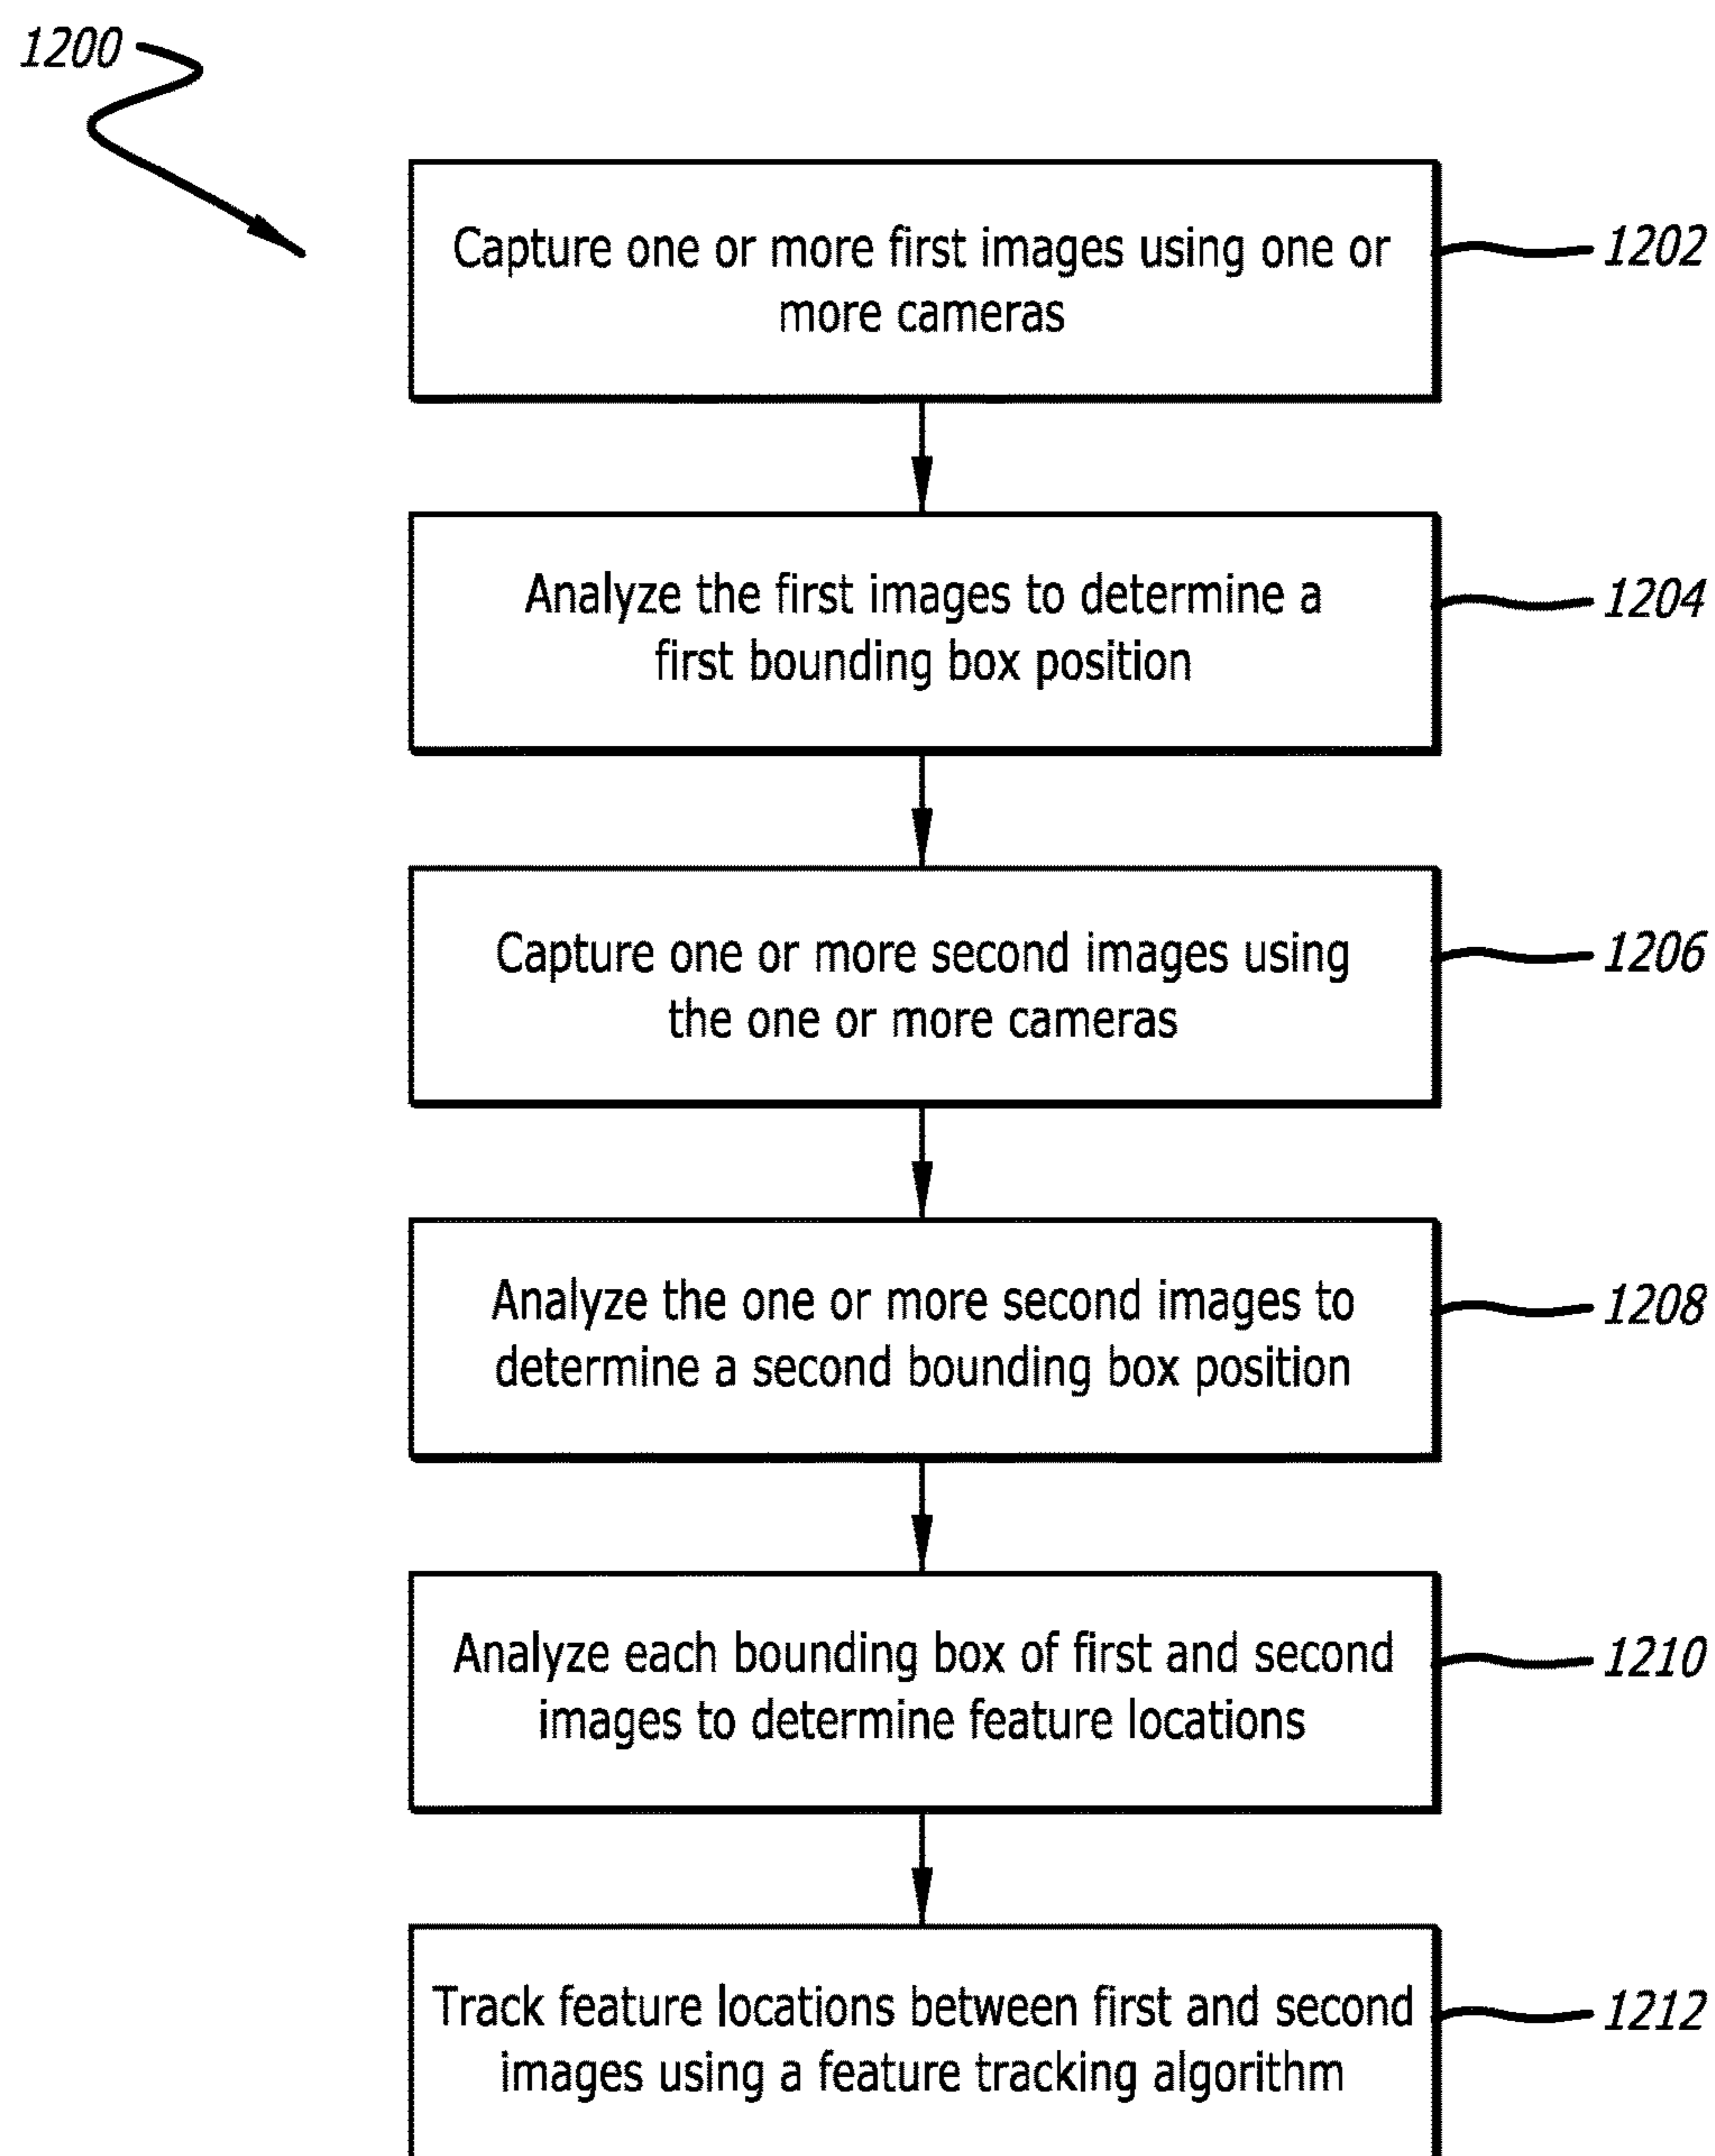 1200
Capture one or more first images using one or
more cameras
1202
Analyze the first images to determine a
first bounding box position
1204
Capture one or more second images using
the one or more cameras
1206
Analyze the one or more second images to
determine a second bounding box position
1208
Analyze each bounding box of first and second
images to determine feature locations
1210
Track feature locations between first and second
images using a feature tracking algorithm
1212